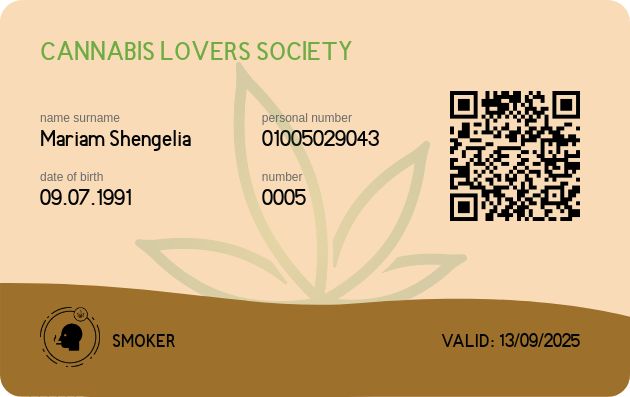 CANNABIS LOVERS SOCIETY
name surname
Mariam Shengelia
personal number
01005029043
date of birth
09.07.1991
number
0005
SMOKER
VALID: 13/09/2025